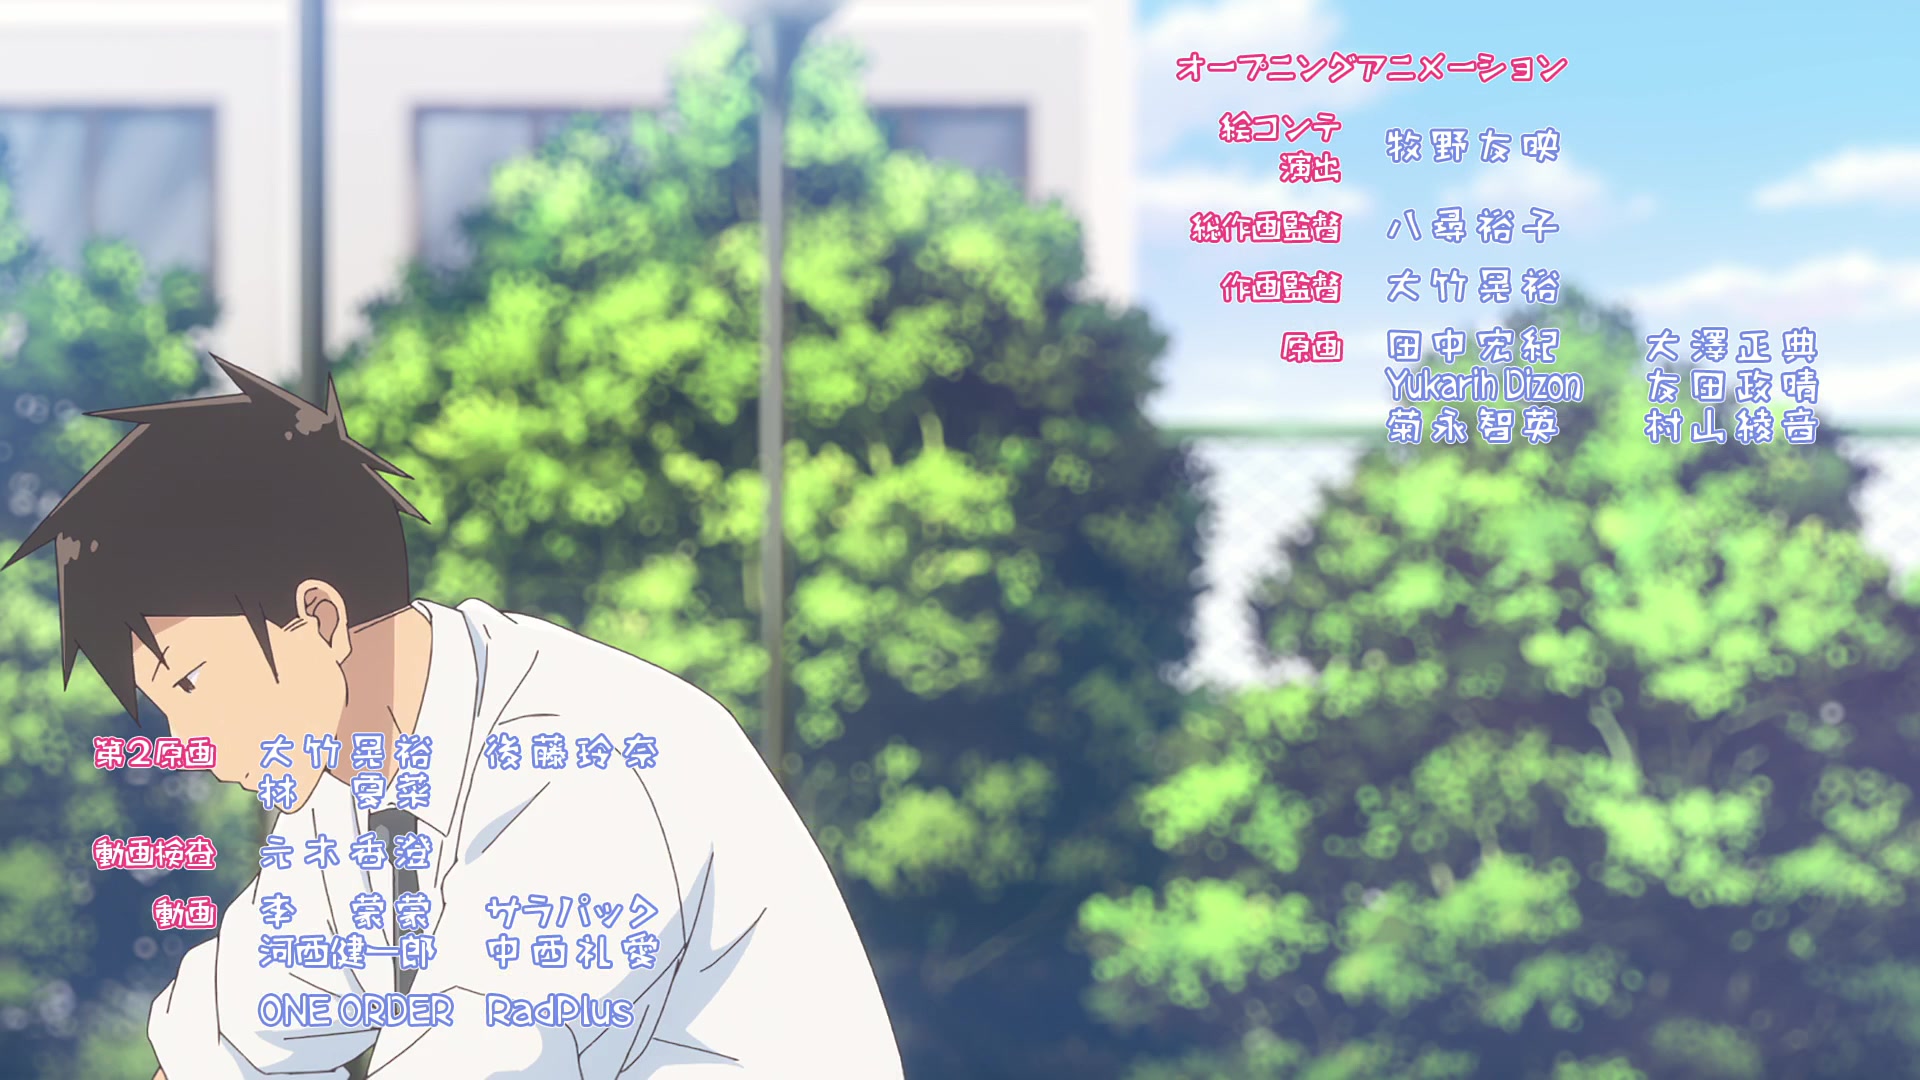 オープニングアニメーション
絵コンテ
演出
牧野友映
総作画監督 八尋裕子
作画監督 大竹晃裕
原画 田中宏紀 大澤正典
Yukarih Dizon 友田政晴
菊永智英 村山綾音
第2原画 大竹晃裕 後藤玲奈
林 夏菜
動画検査 元木香澄
動画 李 蒙蒙 サラパック
河西健一郎 中西礼愛
ONE ORDER RadPlus